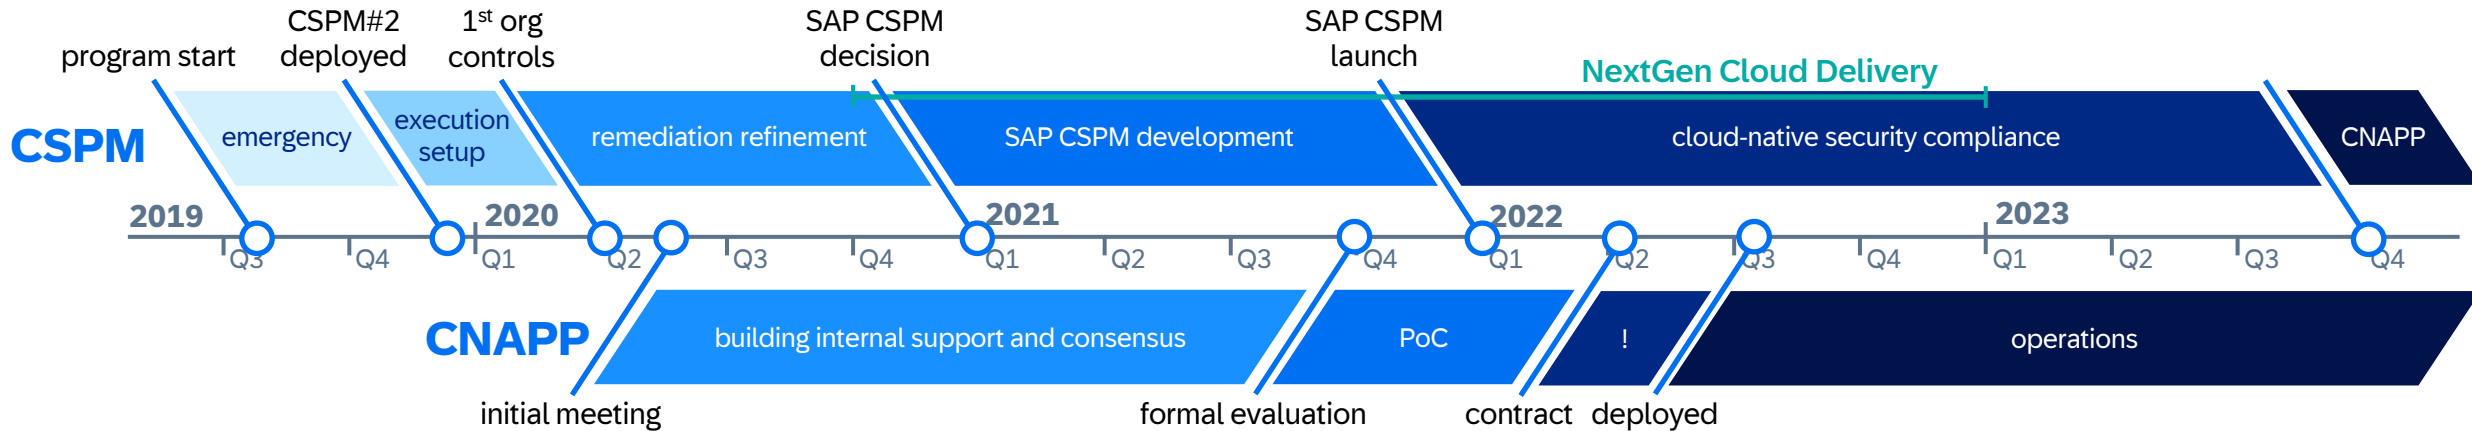 program start
CSPM#2
deployed
1st org
controls
SAP CSPM
decision
SAP CSPM
launch
NextGen Cloud Delivery
CSPM
emergency
execution
setup
remediation refinement
SAP CSPM development
cloud-native security compliance
CNAPP
2019
2020
2021
2022
2023
Q3
Q4
Q1
Q2
Q3
Q4
Q1
Q2
Q3
Q4
Q1
Q2
Q3
Q4
Q1
Q2
Q3
Q4
CNAPP
building internal support and consensus
PoC
!
operations
initial meeting
formal evaluation
contract
deployed